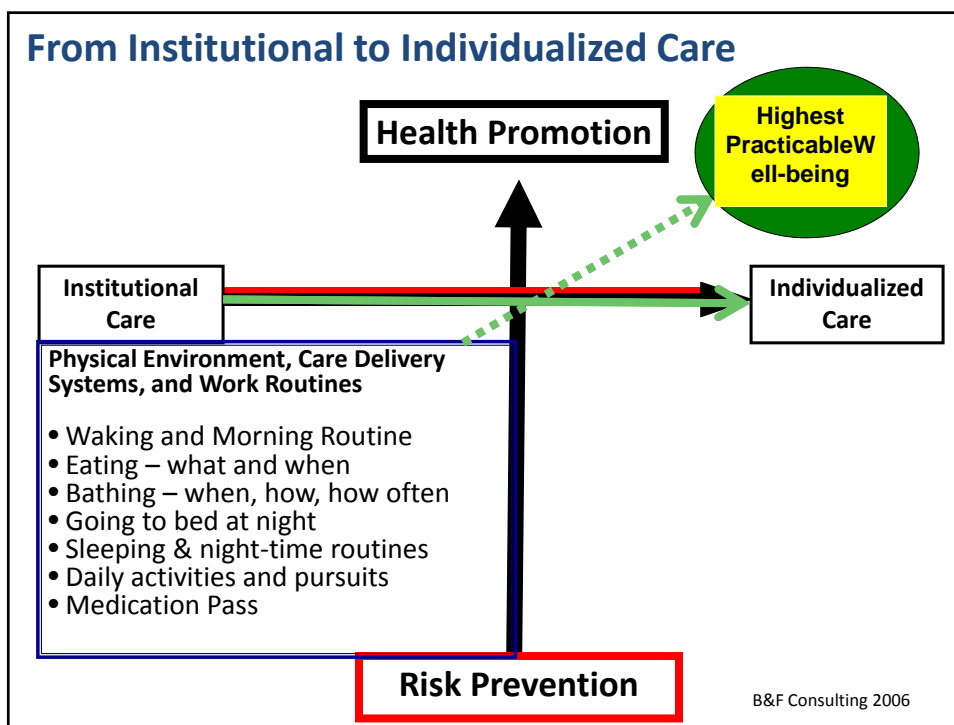 From Institutional to Individualized Care
Health Promotion
Highest
PracticableW
ell-being
Institutional
Care
Individualized
Care
Physical Environment, Care Delivery
Systems, and Work Routines
• Waking and Morning Routine
• Eating – what and when
• Bathing – when, how, how often
• Going to bed at night
• Sleeping & night-time routines
• Daily activities and pursuits
• Medication Pass
Risk Prevention
B&F Consulting 2006